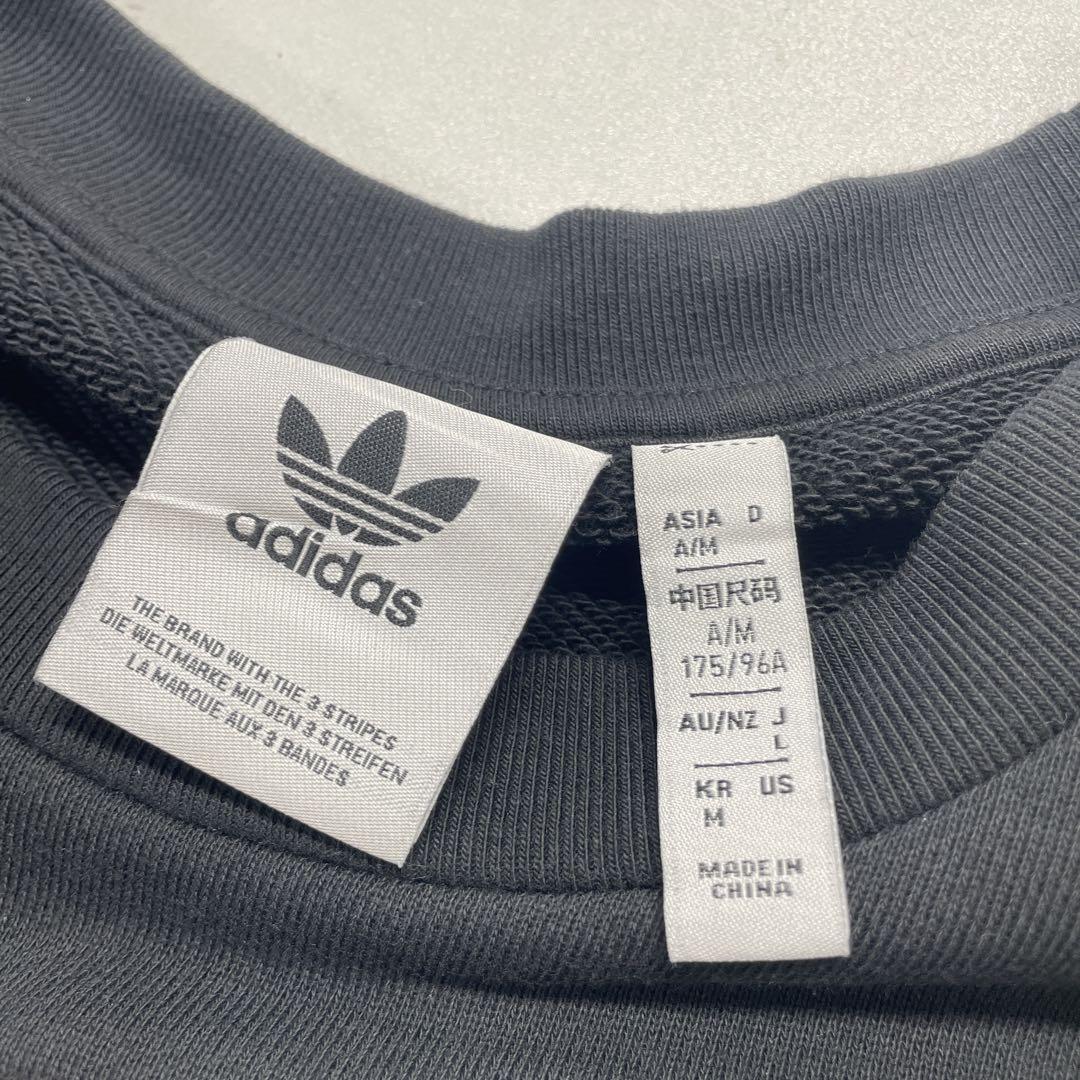 adidas
THE BRAND WITH THE 3 STRIPES
DIE WELTMARKE MIT DEN 3 STREIFEN
LA MARQUE AUX 3 BANDES
ASIA D
A/M
中国尺码
A/M
175/96A
AU/NZ J
L
KR US
M
MADE IN
CHINA